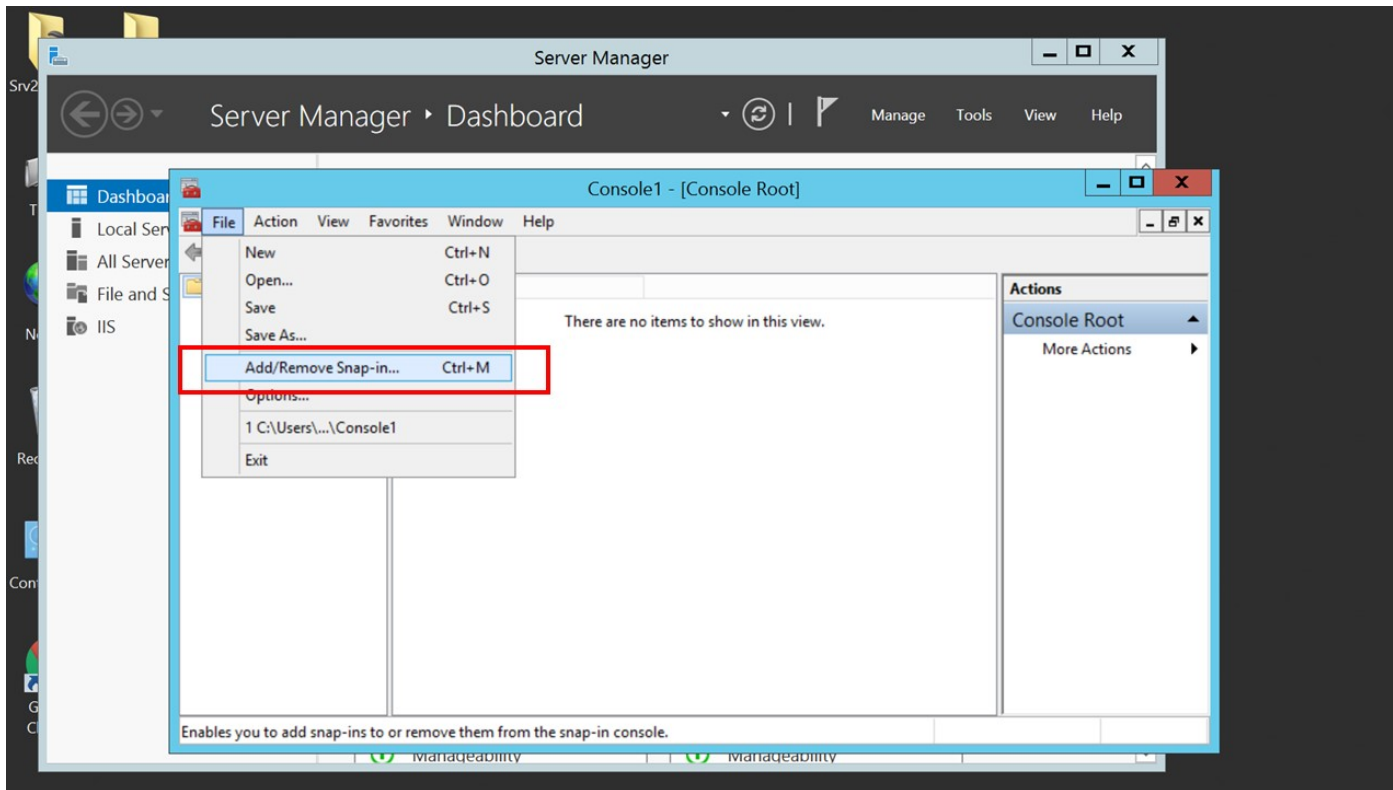 Srv2
Server Manager
Server Manager • Dashboard
Manage Tools View Help
Console1 - [Console Root]
Dashboar
Local Ser
All Server
File and S
IIS
File Action View Favorites Window Help
New Ctrl+N
Open... Ctrl+O
Save Ctrl+S
Save As...
Add/Remove Snap-in... Ctrl+M
Options...
1 C:\Users\...\Console1
Exit
There are no items to show in this view.
Actions
Console Root
More Actions
Rec
Con
Enables you to add snap-ins to or remove them from the snap-in console.
Manageability Manageability